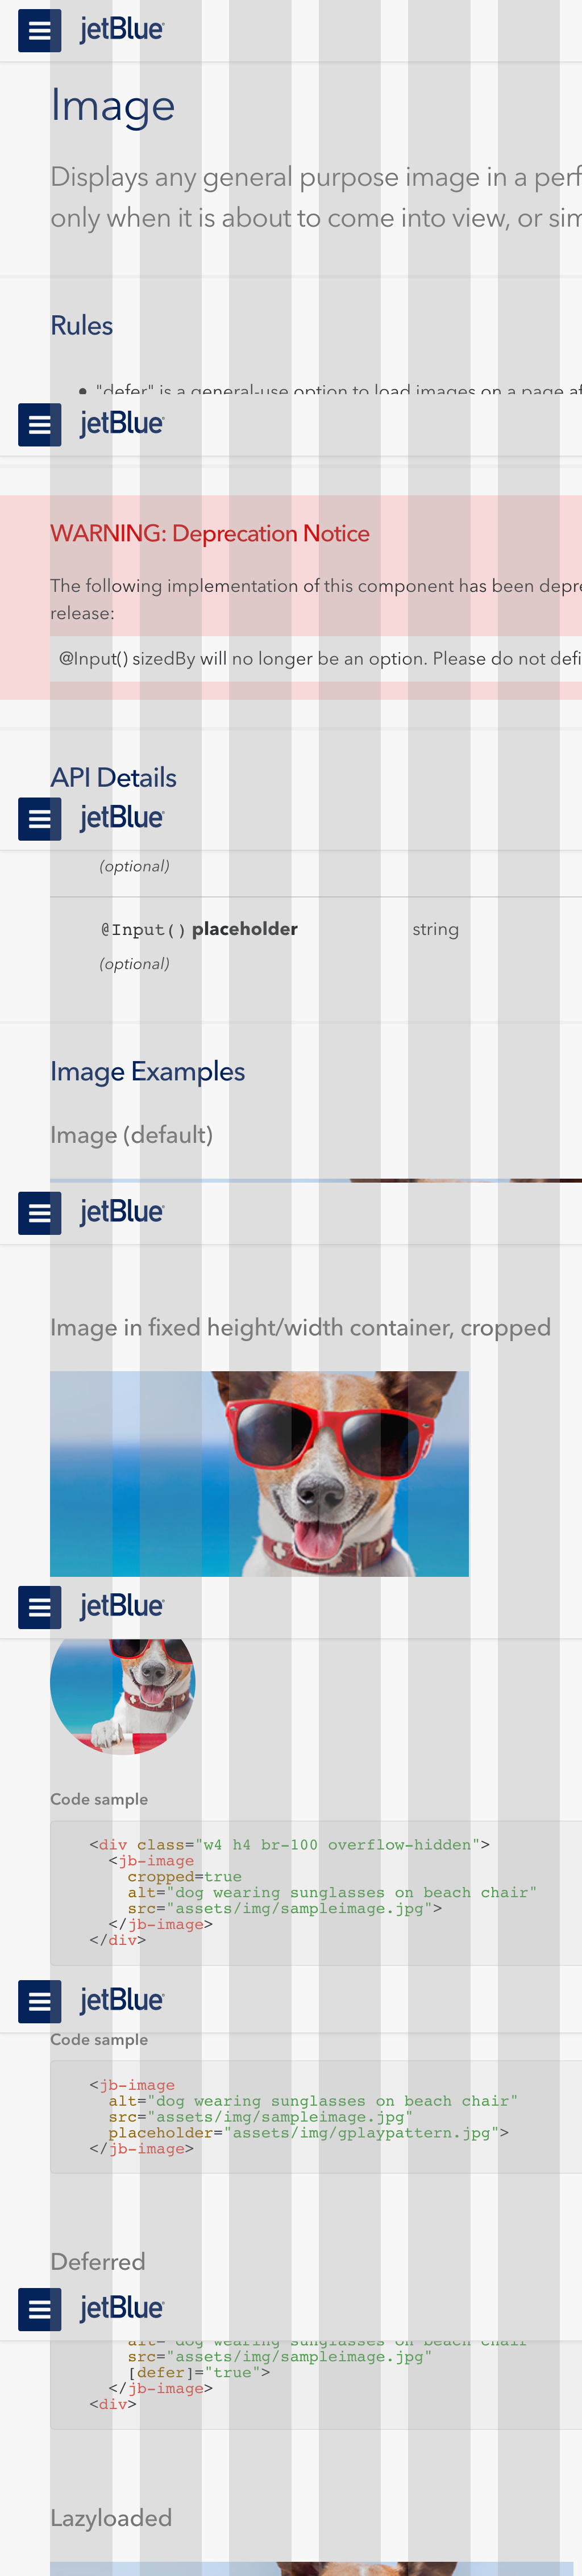 jetBlue
Image
Displays any general purpose image in a perf
only when it is about to come into view, or sim
Rules
• "defer" is a general-use option to load images on a page af
jetBlue
WARNING: Deprecation Notice
The following implementation of this component has been depre
release:
@Input() sizedBy will no longer be an option. Please do not defi
API Details
jetBlue
(optional)
@Input() placeholder string
(optional)
Image Examples
Image (default)
jetBlue
Image in fixed height/width container, cropped
jetBlue
Code sample
<div class="w4 h4 br-100 overflow-hidden">
<jb-image
cropped=true
alt="dog wearing sunglasses on beach chair"
src="assets/img/sampleimage.jpg">
</jb-image>
</div>
jetBlue
Code sample
<jb-image
alt="dog wearing sunglasses on beach chair"
src="assets/img/sampleimage.jpg"
placeholder="assets/img/gplaypattern.jpg">
</jb-image>
Deferred
jetBlue
alt="dog wearing sunglasses on beach chair"
src="assets/img/sampleimage.jpg"
[defer]="true">
</jb-image>
<div>
Lazyloaded